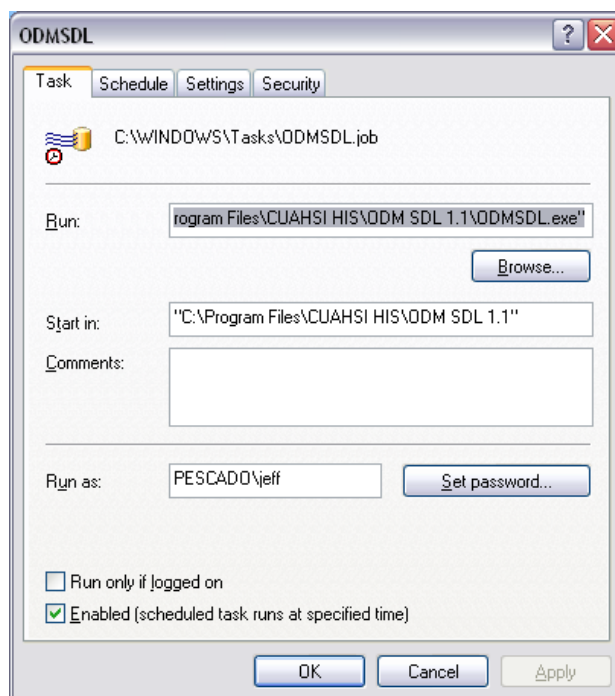 ODMSDL
Task Schedule Settings Security
C:\WINDOWS\Tasks\ODMSDL.job
Run: rogram Files\CUAHSI HIS\ODM SDL 1.1\ODMSDL.exe"
Browse...
Start in: "C:\Program Files\CUAHSI HIS\ODM SDL 1.1"
Comments:
Run as: PESCADO\jeff Set password...
Run only if logged on
Enabled (scheduled task runs at specified time)
OK Cancel Apply